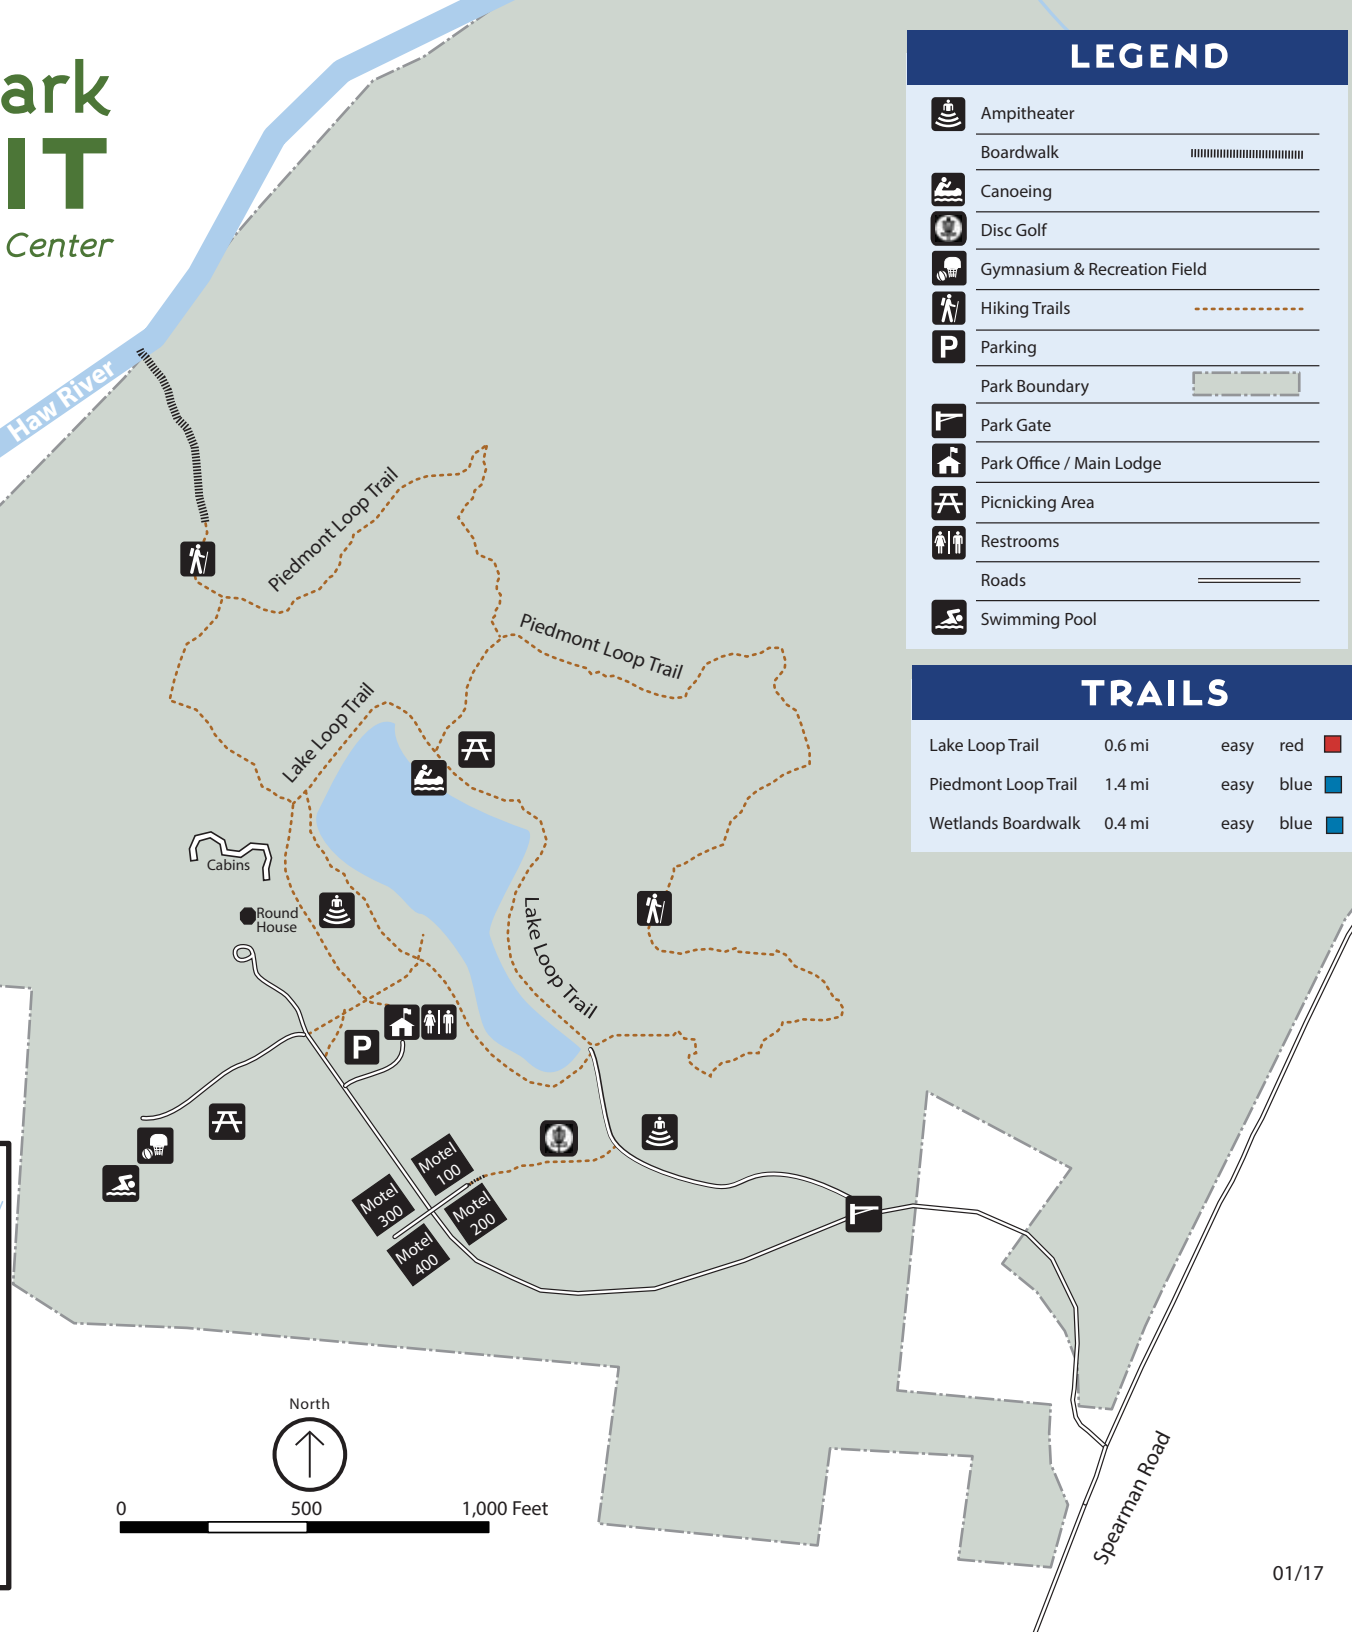 ark
IT
Center
Haw River
LEGEND
Ampitheater
Boardwalk
Canoeing
Disc Golf
Gymnasium & Recreation Field
Hiking Trails
P Parking
Park Boundary
Park Gate
Park Office / Main Lodge
Picnicking Area
Restrooms
Roads
Swimming Pool
TRAILS
Lake Loop Trail 0.6 mi easy red
Piedmont Loop Trail 1.4 mi easy blue
Wetlands Boardwalk 0.4 mi easy blue
Piedmont Loop Trail
Piedmont Loop Trail
Lake Loop Trail
Cabins
Round
House
Lake Loop Trail
P
Motel
100
Motel
300
Motel
200
Motel
400
North
0 500 1,000 Feet
Spearman Road
01/17